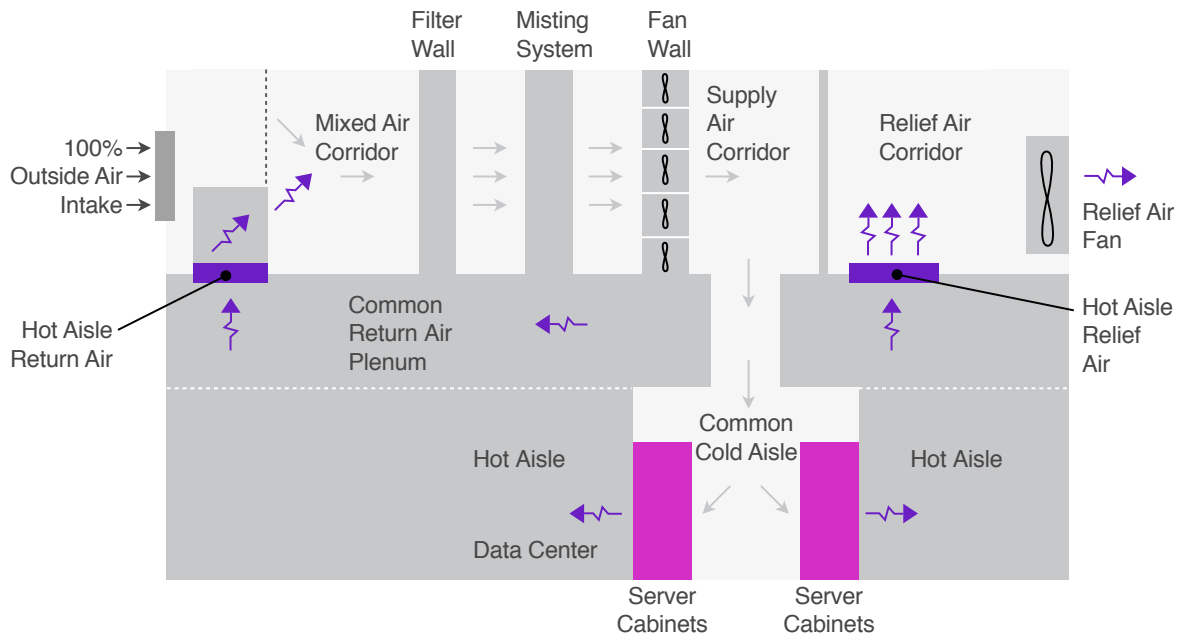 Filter
Wall
Misting
System
Fan
Wall
100%
Outside Air
Intake
Mixed Air
Corridor
Supply
Air
Corridor
Relief Air
Corridor
Relief Air
Fan
Hot Aisle
Return Air
Common
Return Air
Plenum
Hot Aisle
Relief
Air
Common
Cold Aisle
Hot Aisle
Hot Aisle
Data Center
Server
Cabinets
Server
Cabinets